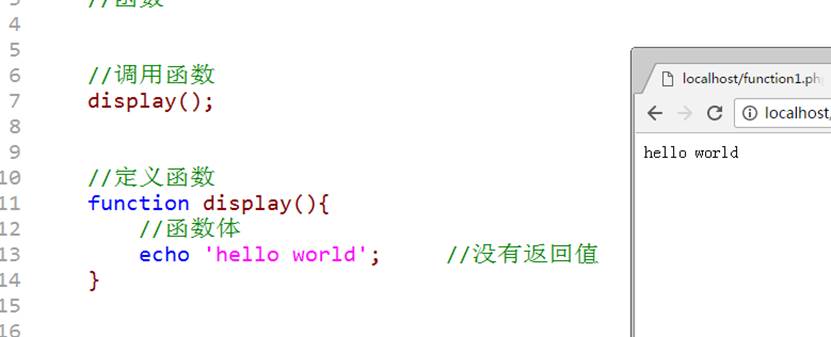 3 //函数
4
5
6 //调用函数
7 display();
8
9
10 //定义函数
11 function display(){
12 //函数体
13 echo 'hello world'; //没有返回值
14 }
15
16
localhost/function1.ph
localhost/
hello world